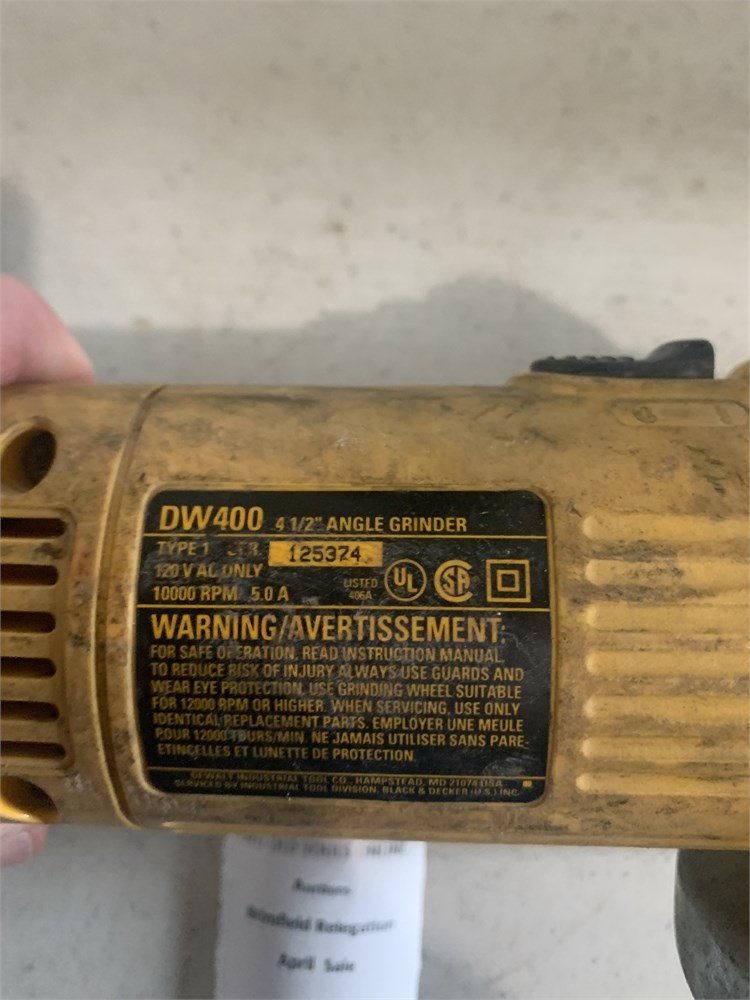 DW400 4 1/2" ANGLE GRINDER
TYPE 1 SER. 125374
120 V AC ONLY
10000 RPM 5.0 A
LISTED
406A
UL
SA
WARNING/AVERTISSEMENT:
FOR SAFE OPERATION, READ INSTRUCTION MANUAL.
TO REDUCE RISK OF INJURY ALWAYS USE GUARDS AND
WEAR EYE PROTECTION. USE GRINDING WHEEL SUITABLE
FOR 12000 RPM OR HIGHER. WHEN SERVICING, USE ONLY
IDENTICAL REPLACEMENT PARTS. EMPLOYER UNE MEULE
POUR 12000 TOURS/MIN. NE JAMAIS UTILISER SANS PARE-
ETINCELLES ET LUNETTE DE PROTECTION.
DEWALT INDUSTRIAL TOOL CO., HAMPSTEAD, MD 21074 USA
SERVICED BY INDUSTRIAL TOOL DIVISION, BLACK & DECKER (U.S.) INC.
Auctions
April Sale